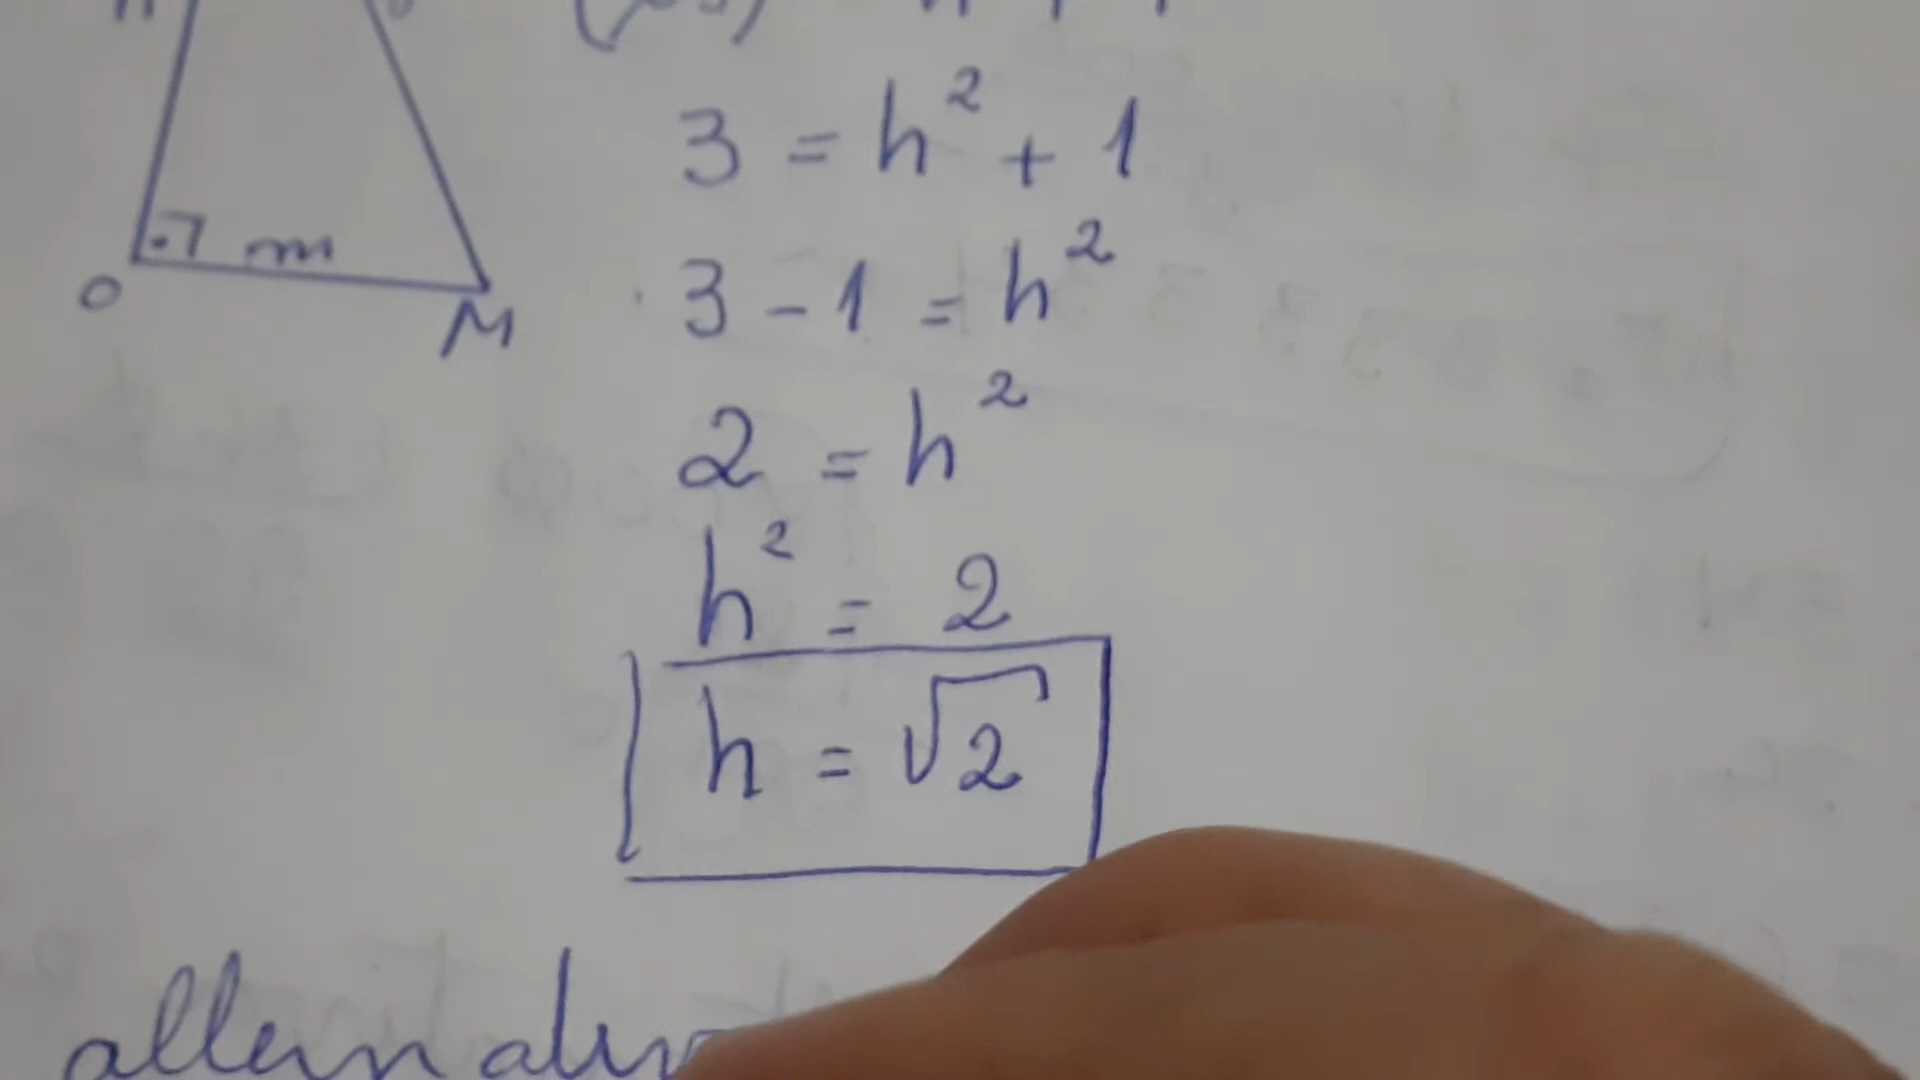 3 = h² + 1
3 - 1 = h²
2 = h²
h² = 2
h = √2
m
O
M